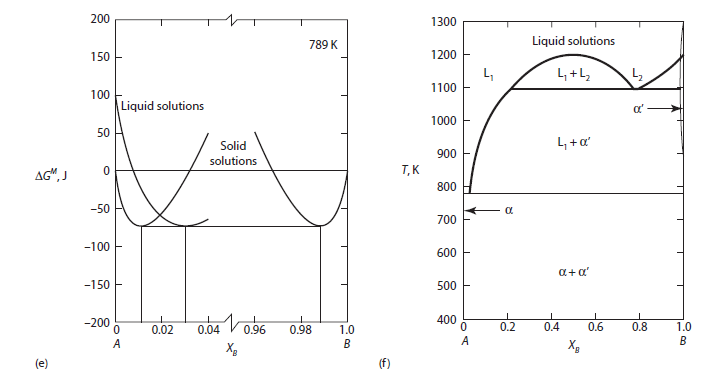 200
150
100
50
0
−50
−100
−150
−200
ΔGᴹ, J
789 K
Liquid solutions
Solid
solutions
0 0.02 0.04 0.96 0.98 1.0
A X_B B
(e)
1300
1200
1100
1000
900
800
700
600
500
400
T, K
Liquid solutions
L₁ L₁ + L₂ L₂
α′
L₁ + α′
α
α + α′
0 0.2 0.4 0.6 0.8 1.0
A X_B B
(f)